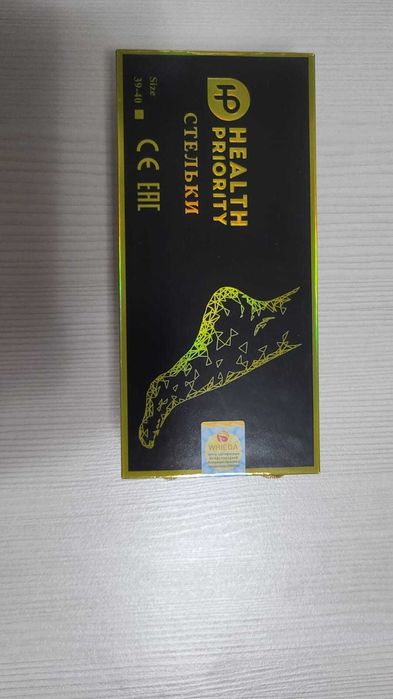 HP
HEALTH
PRIORITY
СТЕЛЬКИ
Size
39-40
CE EAC
WHIEDA